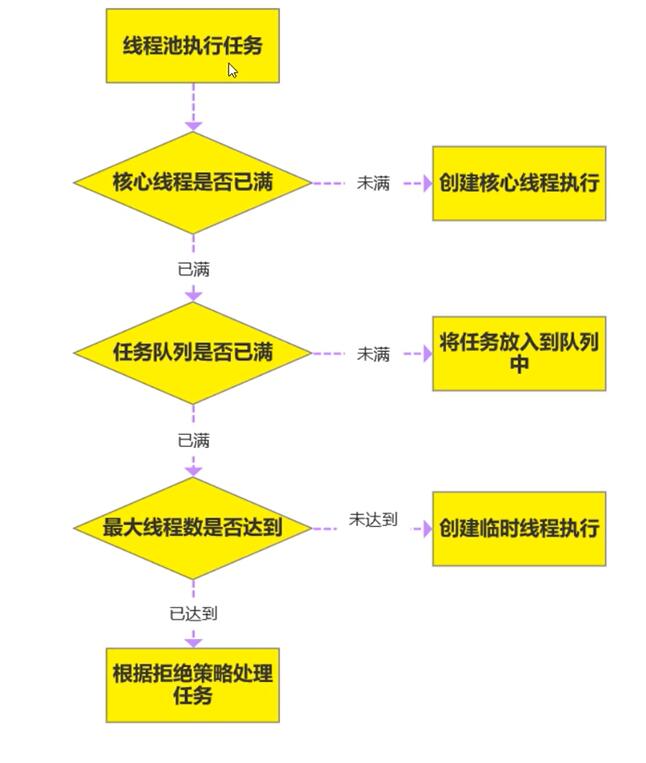 线程池执行任务
核心线程是否已满
未满
创建核心线程执行
已满
任务队列是否已满
未满
将任务放入到队列
中
已满
最大线程数是否达到
未达到
创建临时线程执行
已达到
根据拒绝策略处理
任务